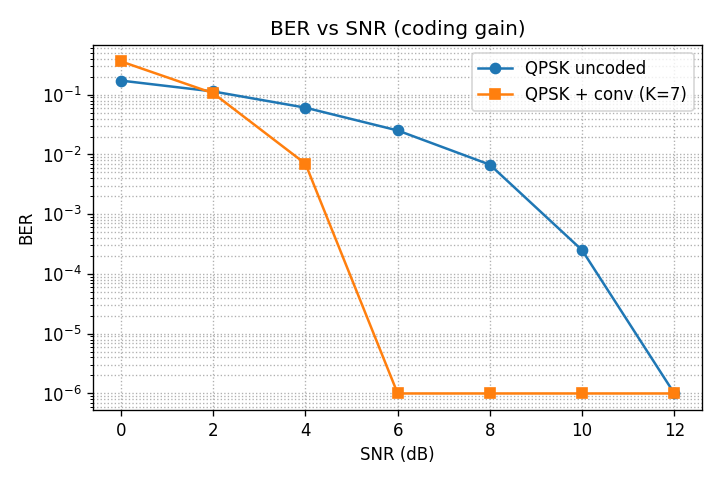 BER vs SNR (coding gain)
QPSK uncoded
QPSK + conv (K=7)
BER
10⁻¹
10⁻²
10⁻³
10⁻⁴
10⁻⁵
10⁻⁶
0 2 4 6 8 10 12
SNR (dB)